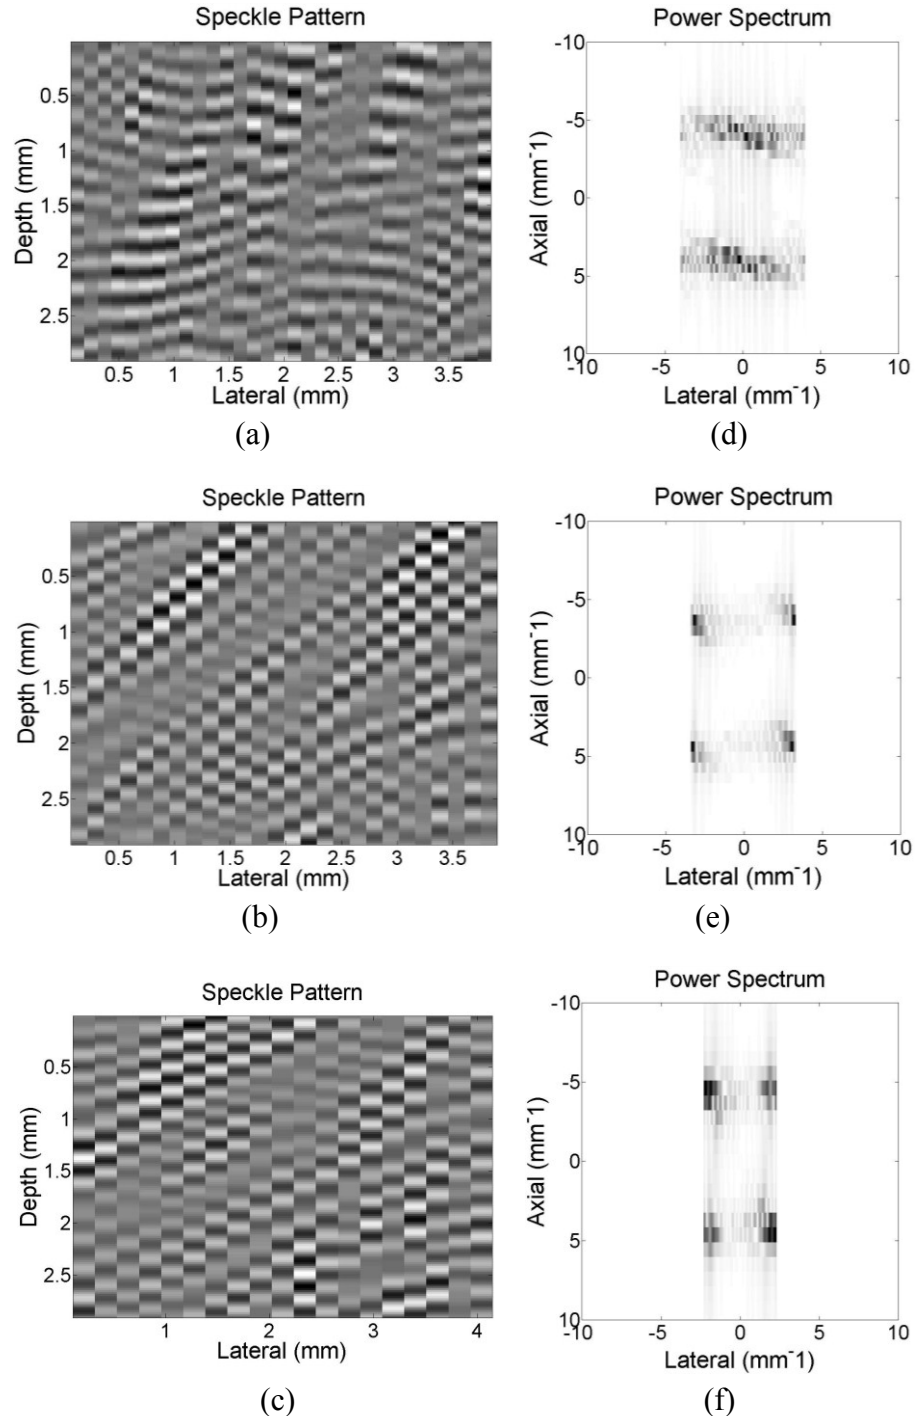 Speckle Pattern
Depth (mm)
0.5
1
1.5
2
2.5
0.5 1 1.5 2 2.5 3 3.5
Lateral (mm)
(a)
Power Spectrum
Axial (mm-1)
-10
-5
0
5
10
-10 -5 0 5 10
Lateral (mm-1)
(d)
Speckle Pattern
Depth (mm)
0.5
1
1.5
2
2.5
0.5 1 1.5 2 2.5 3 3.5
Lateral (mm)
(b)
Power Spectrum
Axial (mm-1)
-10
-5
0
5
10
-10 -5 0 5 10
Lateral (mm-1)
(e)
Speckle Pattern
Depth (mm)
0.5
1
1.5
2
2.5
1 2 3 4
Lateral (mm)
(c)
Power Spectrum
Axial (mm-1)
-10
-5
0
5
10
-10 -5 0 5 10
Lateral (mm-1)
(f)